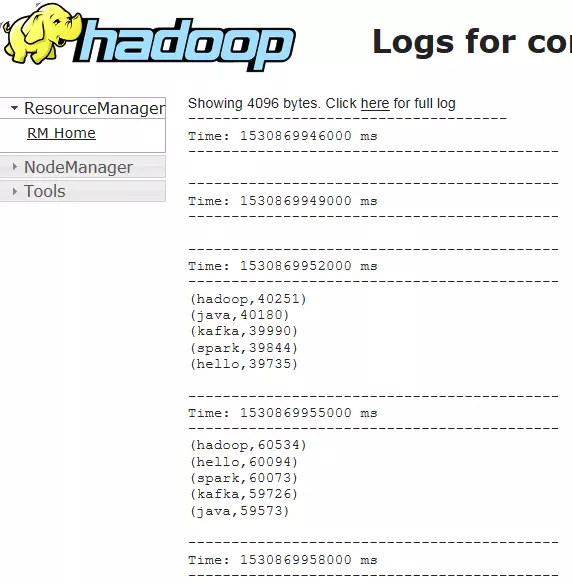 hadoop
Logs for co
ResourceManager
RM Home
NodeManager
Tools
Showing 4096 bytes. Click here for full log
-------------------------------------
Time: 1530869946000 ms
-------------------------------------------
-------------------------------------------
Time: 1530869949000 ms
-------------------------------------------
-------------------------------------------
Time: 1530869952000 ms
-------------------------------------------
(hadoop,40251)
(java,40180)
(kafka,39990)
(spark,39844)
(hello,39735)
-------------------------------------------
Time: 1530869955000 ms
-------------------------------------------
(hadoop,60534)
(hello,60094)
(spark,60073)
(kafka,59726)
(java,59573)
-------------------------------------------
Time: 1530869958000 ms
-------------------------------------------